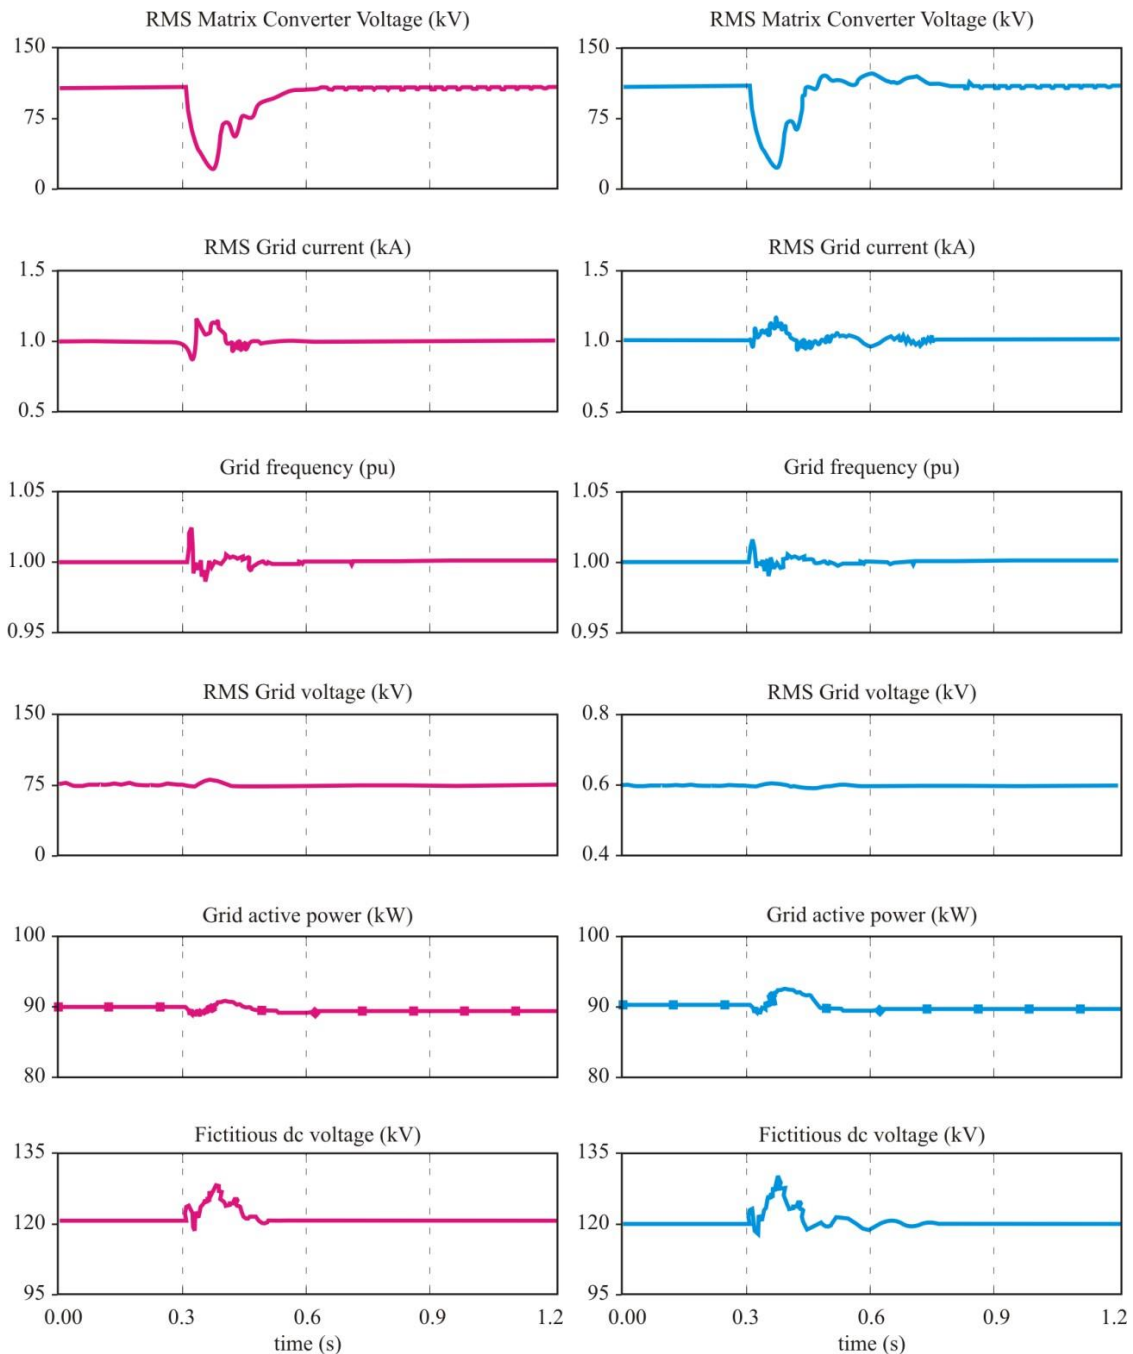 RMS Matrix Converter Voltage (kV)
150
75
0
RMS Matrix Converter Voltage (kV)
150
75
0
RMS Grid current (kA)
1.5
1.0
0.5
RMS Grid current (kA)
1.5
1.0
0.5
Grid frequency (pu)
1.05
1.00
0.95
Grid frequency (pu)
1.05
1.00
0.95
RMS Grid voltage (kV)
150
75
0
RMS Grid voltage (kV)
0.8
0.6
0.4
Grid active power (kW)
100
90
80
Grid active power (kW)
100
90
80
Fictitious dc voltage (kV)
135
120
95
0.00 0.3 0.6 0.9 1.2
time (s)
Fictitious dc voltage (kV)
135
120
95
0.00 0.3 0.6 0.9 1.2
time (s)